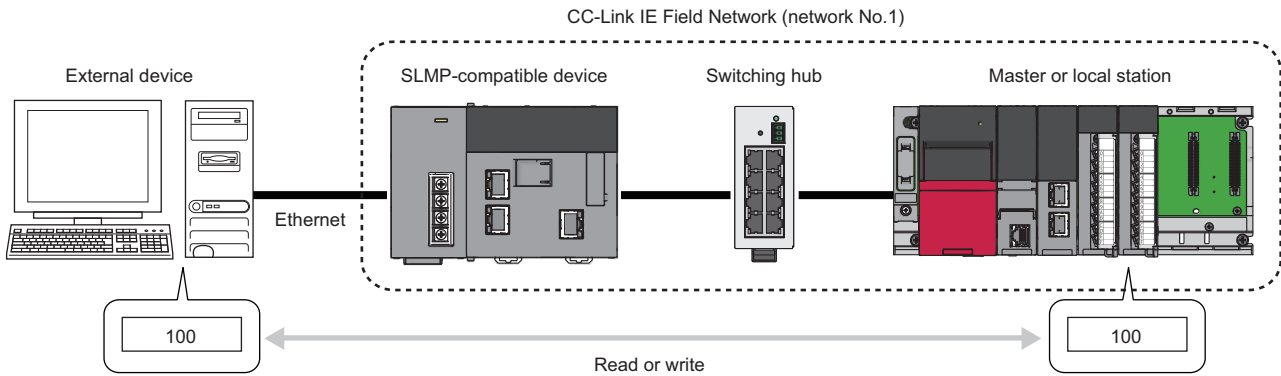 CC-Link IE Field Network (network No.1)
External device
SLMP-compatible device
Switching hub
Master or local station
Ethernet
100
100
Read or write